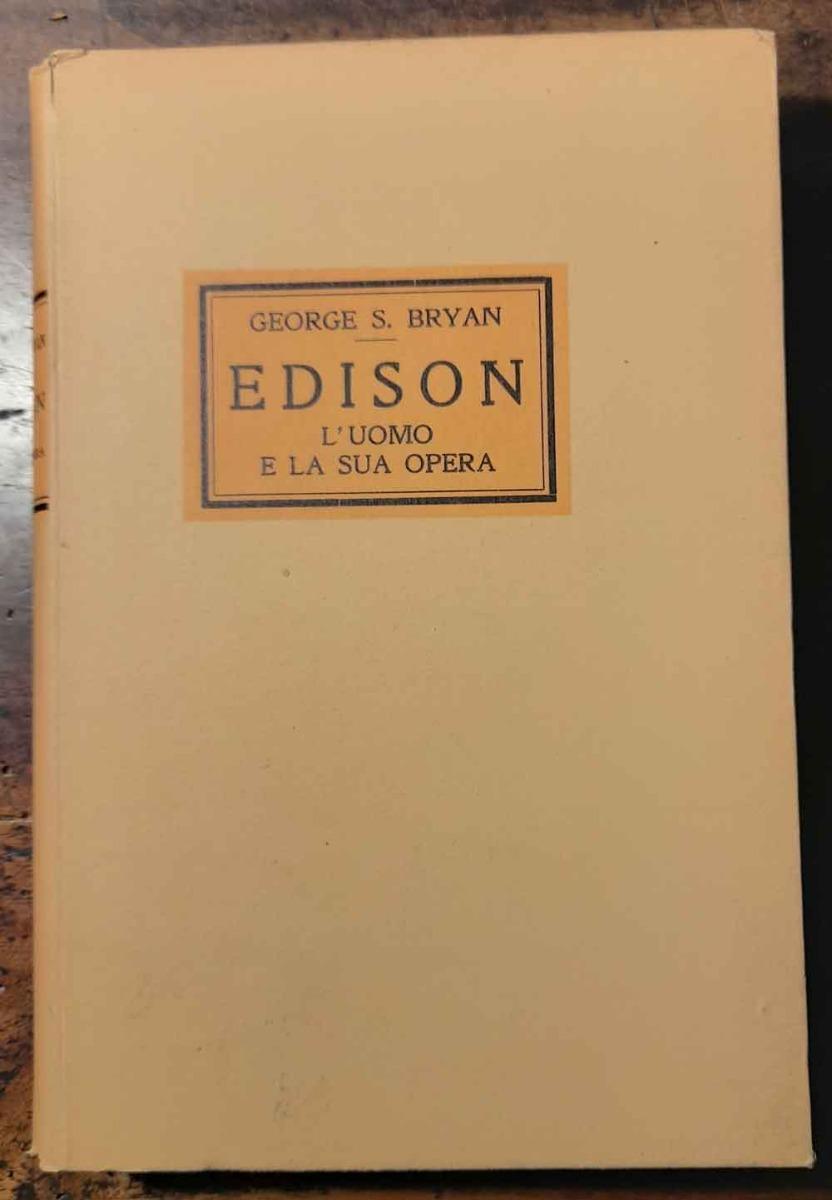 GEORGE S. BRYAN
EDISON
L'UOMO
E LA SUA OPERA